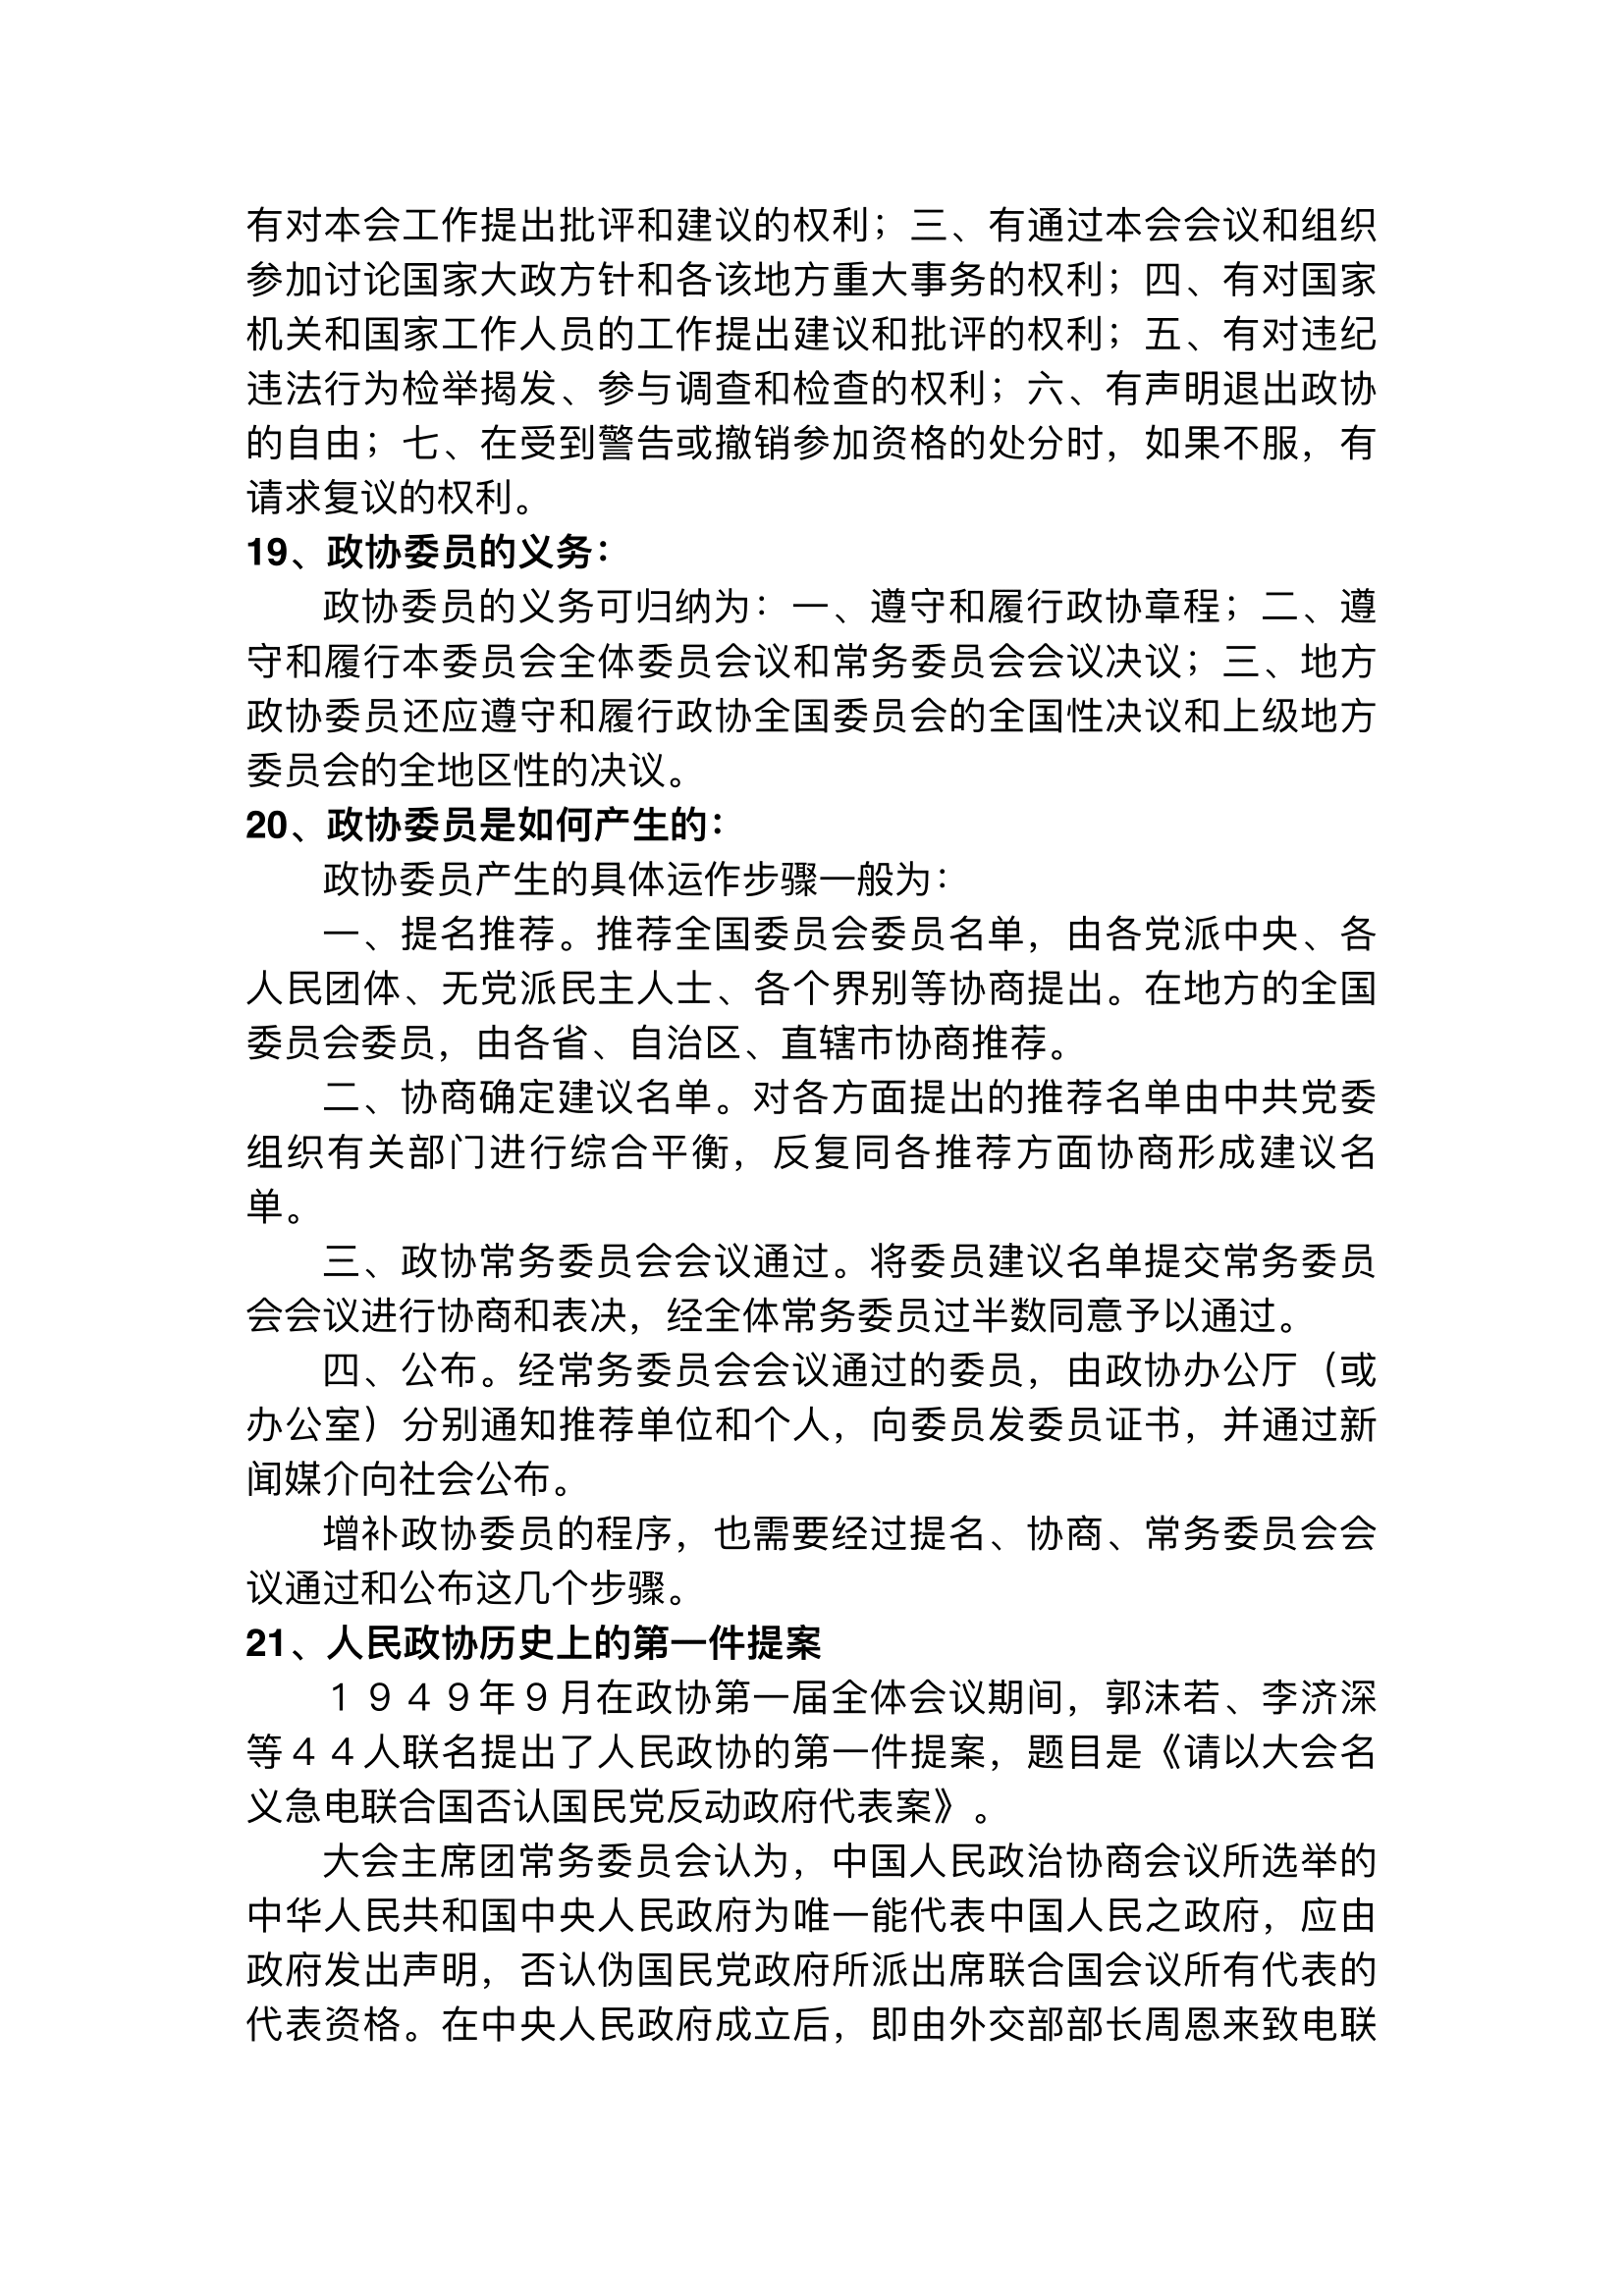 有对本会工作提出批评和建议的权利；三、有通过本会会议和组织
参加讨论国家大政方针和各该地方重大事务的权利；四、有对国家
机关和国家工作人员的工作提出建议和批评的权利；五、有对违纪
违法行为检举揭发、参与调查和检查的权利；六、有声明退出政协
的自由；七、在受到警告或撤销参加资格的处分时，如果不服，有
请求复议的权利。
19、政协委员的义务：
政协委员的义务可归纳为：一、遵守和履行政协章程；二、遵
守和履行本委员会全体委员会议和常务委员会会议决议；三、地方
政协委员还应遵守和履行政协全国委员会的全国性决议和上级地方
委员会的全地区性的决议。
20、政协委员是如何产生的：
政协委员产生的具体运作步骤一般为：
一、提名推荐。推荐全国委员会委员名单，由各党派中央、各
人民团体、无党派民主人士、各个界别等协商提出。在地方的全国
委员会委员，由各省、自治区、直辖市协商推荐。
二、协商确定建议名单。对各方面提出的推荐名单由中共党委
组织有关部门进行综合平衡，反复同各推荐方面协商形成建议名
单。
三、政协常务委员会会议通过。将委员建议名单提交常务委员
会会议进行协商和表决，经全体常务委员过半数同意予以通过。
四、公布。经常务委员会会议通过的委员，由政协办公厅（或
办公室）分别通知推荐单位和个人，向委员发委员证书，并通过新
闻媒介向社会公布。
增补政协委员的程序，也需要经过提名、协商、常务委员会会
议通过和公布这几个步骤。
21、人民政协历史上的第一件提案
１９４９年９月在政协第一届全体会议期间，郭沫若、李济深
等４４人联名提出了人民政协的第一件提案，题目是《请以大会名
义急电联合国否认国民党反动政府代表案》。
大会主席团常务委员会认为，中国人民政治协商会议所选举的
中华人民共和国中央人民政府为唯一能代表中国人民之政府，应由
政府发出声明，否认伪国民党政府所派出席联合国会议所有代表的
代表资格。在中央人民政府成立后，即由外交部部长周恩来致电联